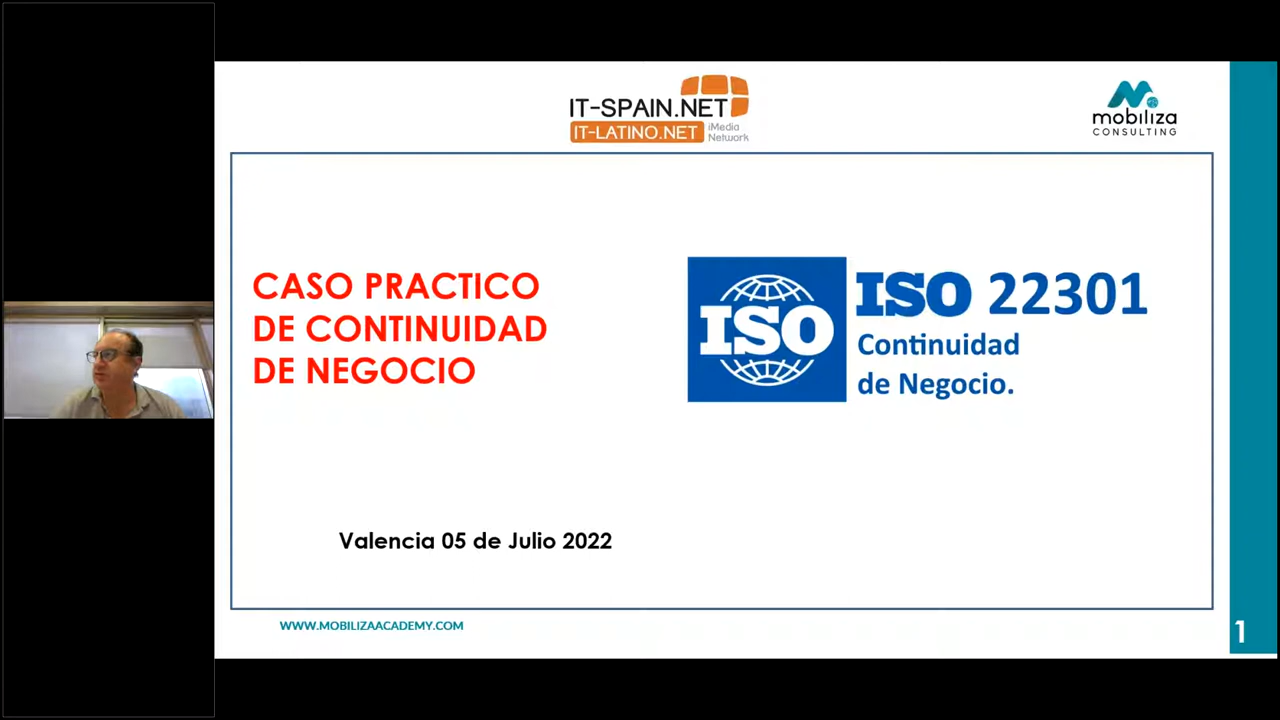 IT-SPAIN.NET
IT-LATINO.NET
iMedia
Network
mobiliza
CONSULTING
CASO PRACTICO
DE CONTINUIDAD
DE NEGOCIO
ISO
ISO 22301
Continuidad
de Negocio.
Valencia 05 de Julio 2022
WWW.MOBILIZAACADEMY.COM
1